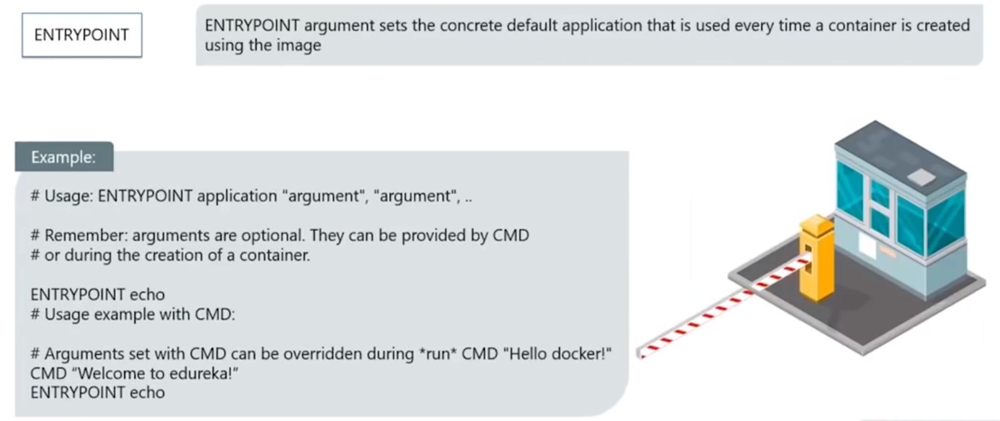 ENTRYPOINT
ENTRYPOINT argument sets the concrete default application that is used every time a container is created
using the image
Example:
# Usage: ENTRYPOINT application "argument", "argument", ..
# Remember: arguments are optional. They can be provided by CMD
# or during the creation of a container.
ENTRYPOINT echo
# Usage example with CMD:
# Arguments set with CMD can be overridden during *run* CMD "Hello docker!"
CMD “Welcome to edureka!”
ENTRYPOINT echo